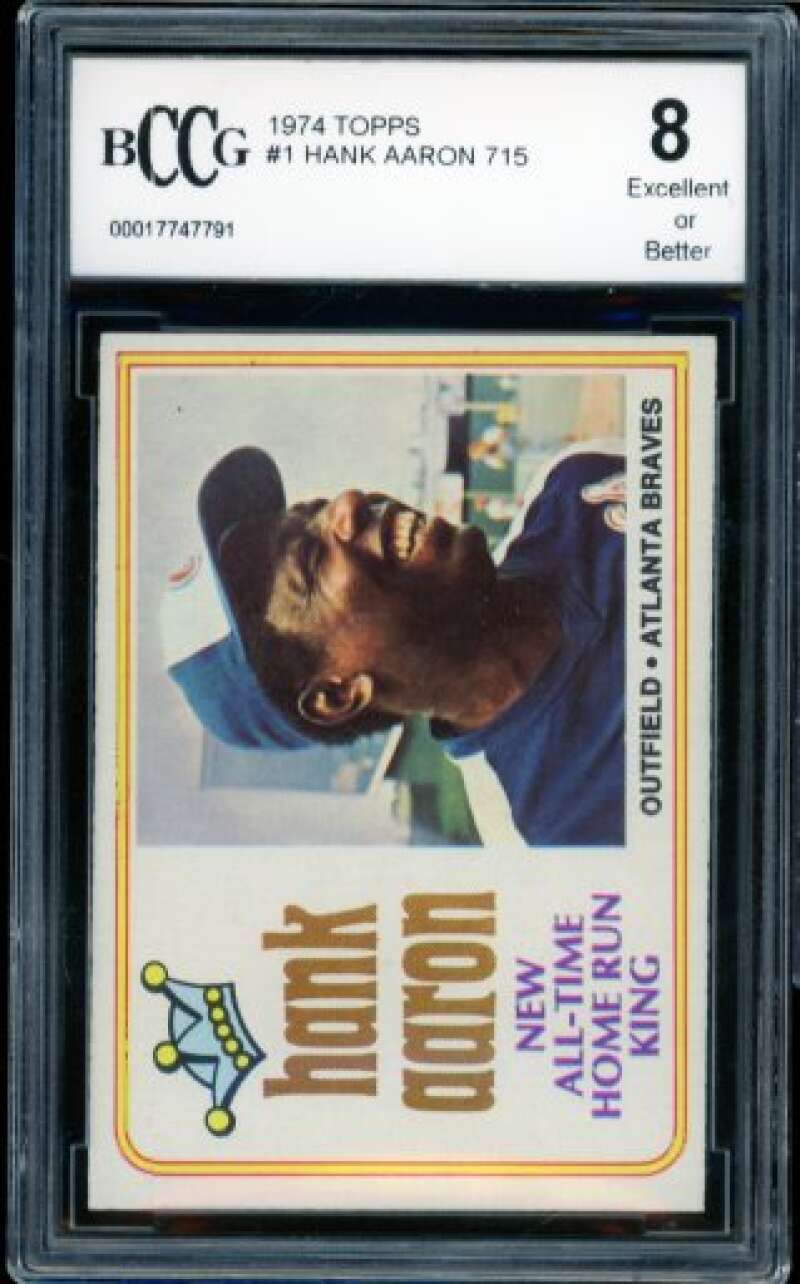 BCCG
1974 TOPPS
#1 HANK AARON 715
00017747791
8
Excellent
or
Better
hank
aaron
NEW
ALL-TIME
HOME RUN
KING
OUTFIELD • ATLANTA BRAVES